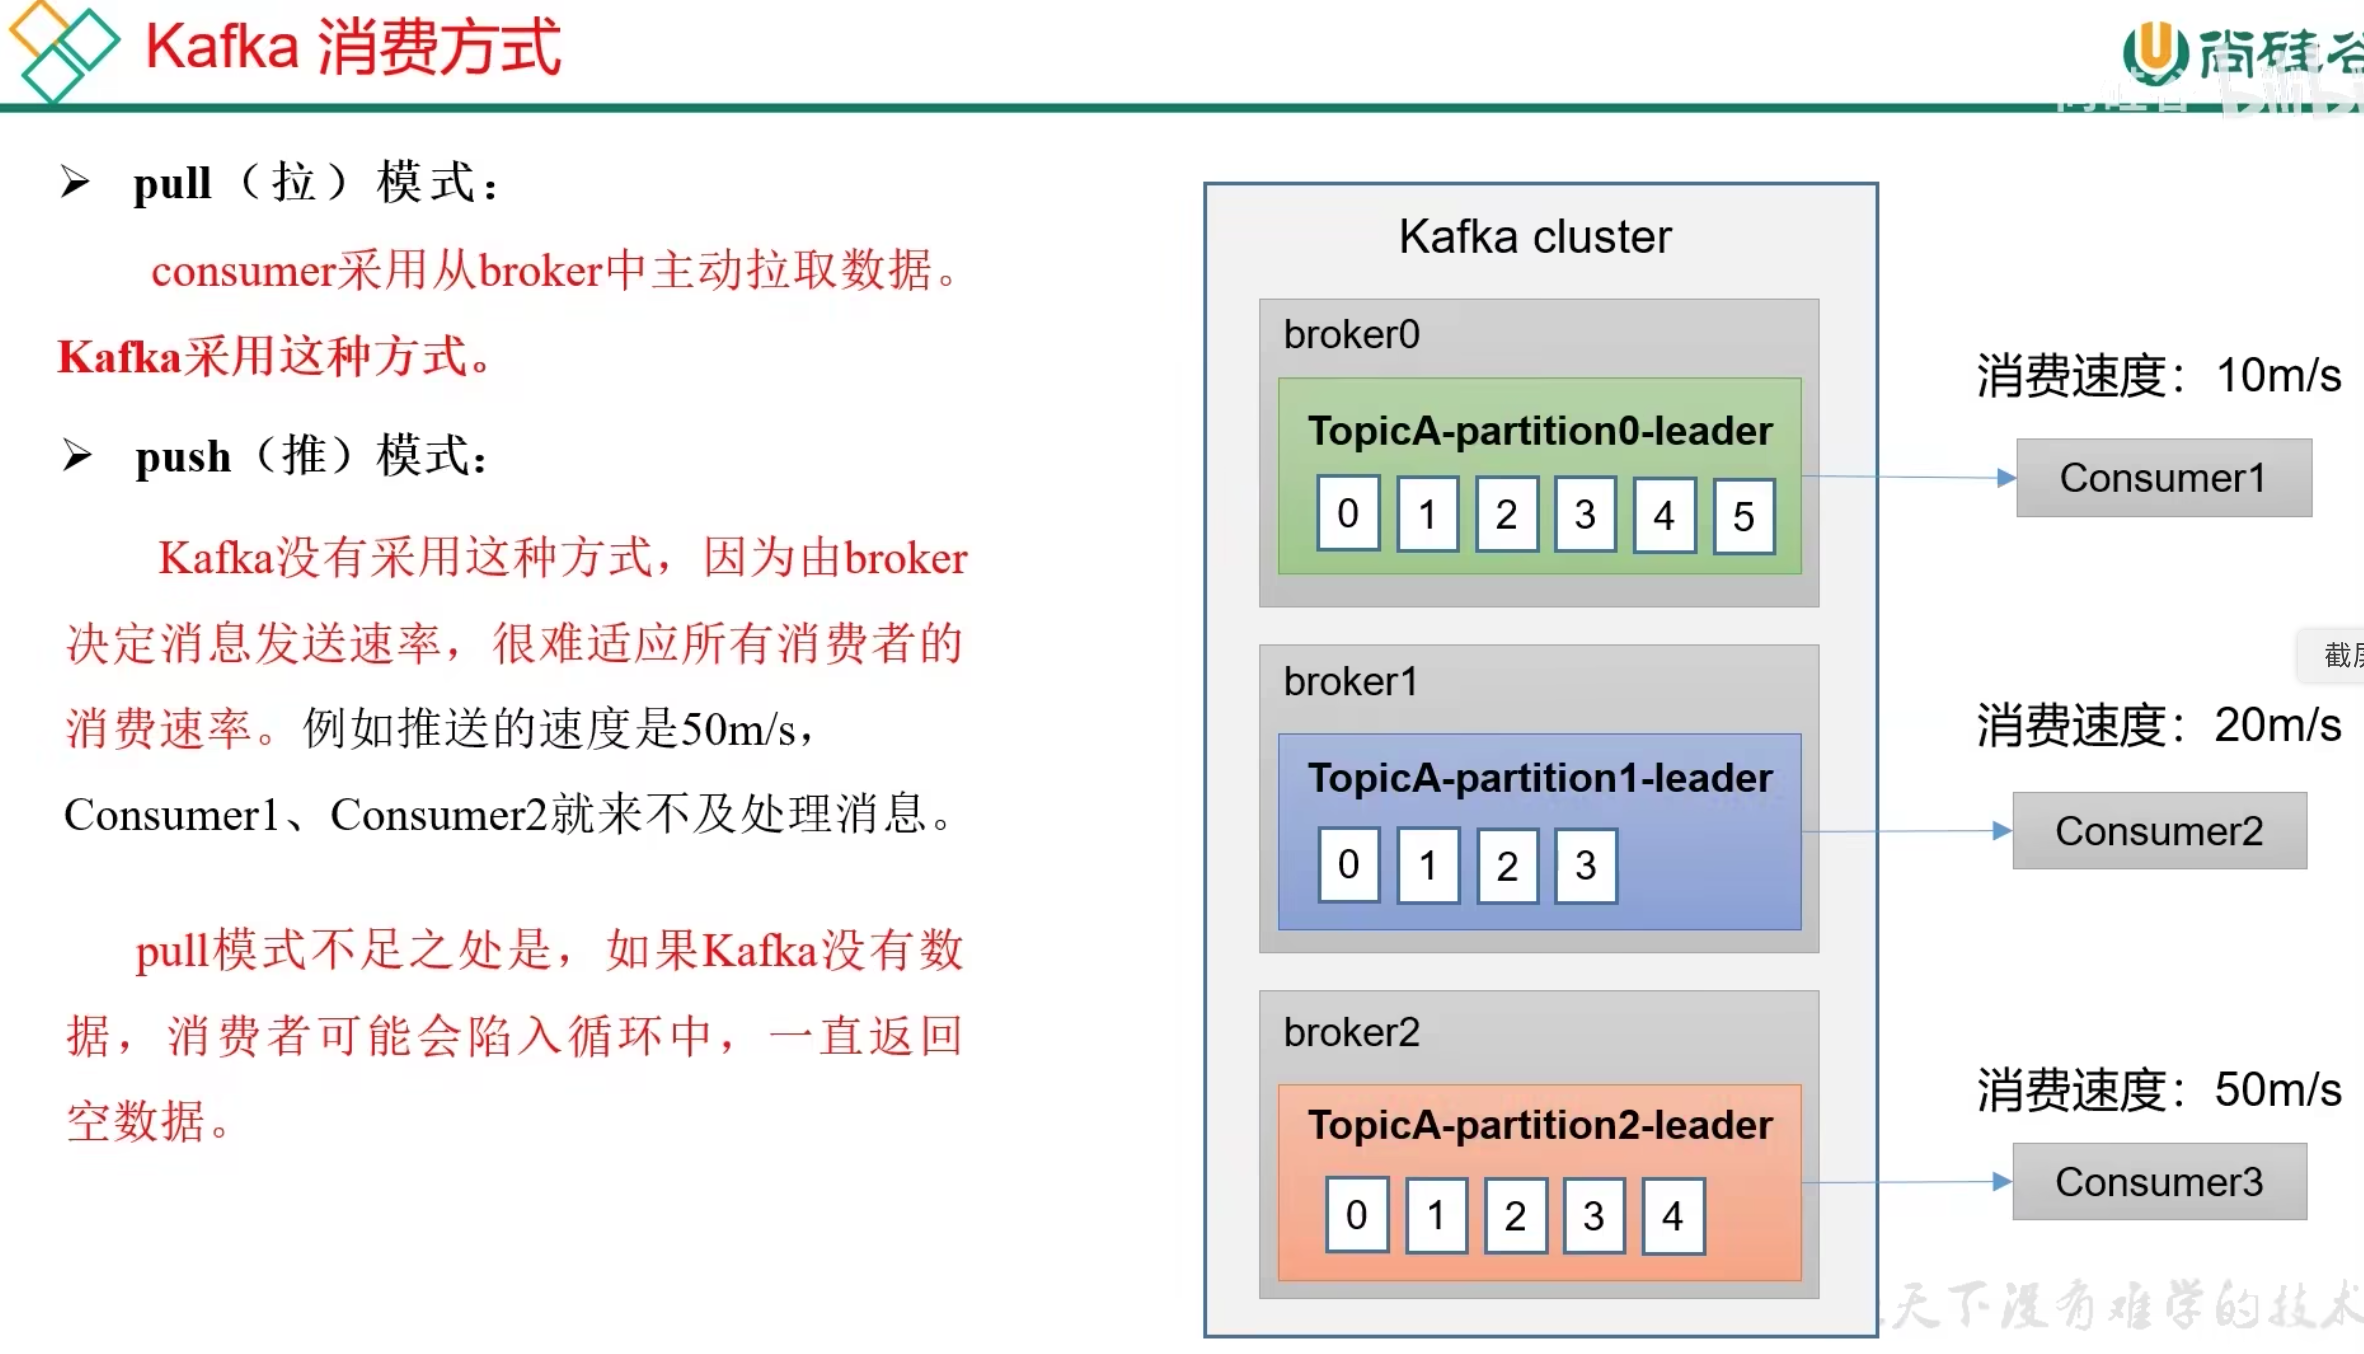 Kafka 消费方式
尚硅谷
➢ pull（拉）模式：
consumer采用从broker中主动拉取数据。
Kafka采用这种方式。
➢ push（推）模式：
Kafka没有采用这种方式，因为由broker
决定消息发送速率，很难适应所有消费者的
消费速率。例如推送的速度是50m/s，
Consumer1、Consumer2就来不及处理消息。
pull模式不足之处是，如果Kafka没有数
据，消费者可能会陷入循环中，一直返回
空数据。
Kafka cluster
broker0
TopicA-partition0-leader
0 1 2 3 4 5
消费速度：10m/s
Consumer1
broker1
TopicA-partition1-leader
0 1 2 3
消费速度：20m/s
Consumer2
broker2
TopicA-partition2-leader
0 1 2 3 4
消费速度：50m/s
Consumer3
截屏
天下没有难学的技术